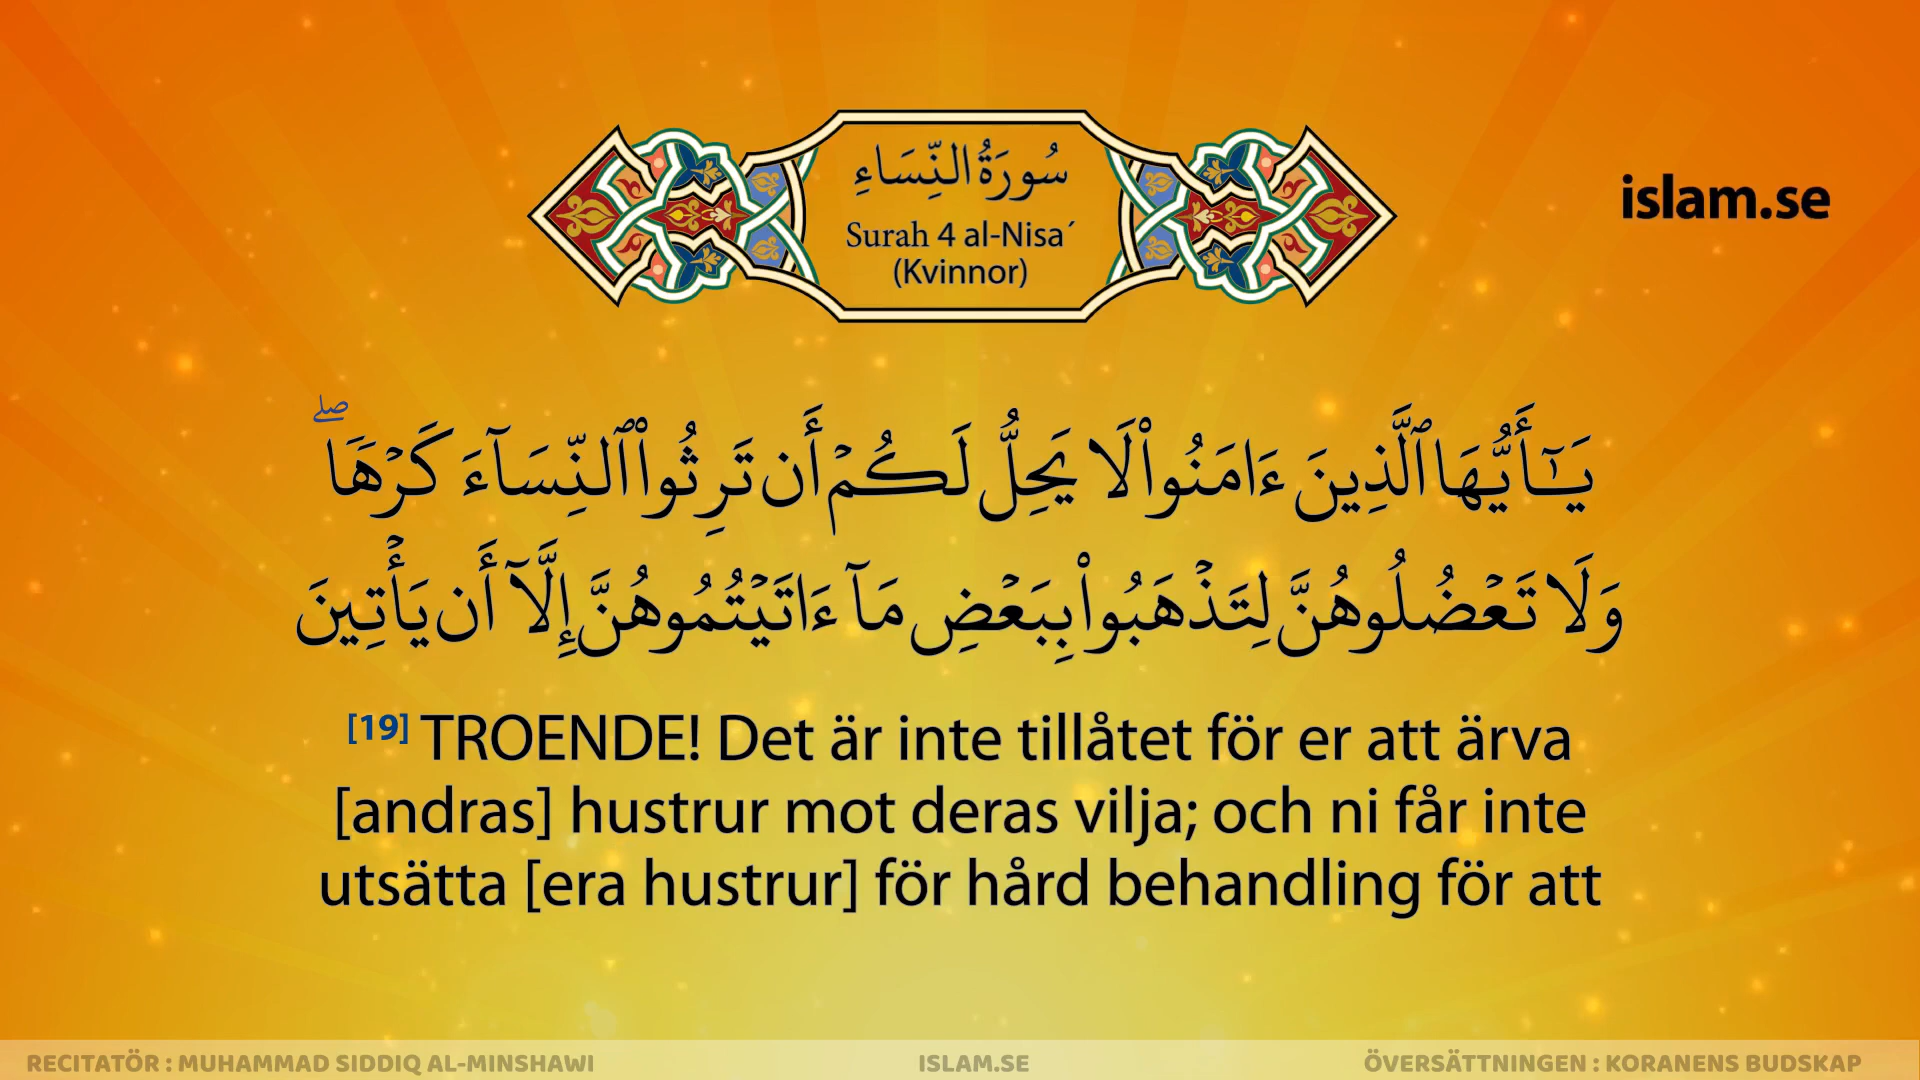 سُورَةُ النِّسَاءِ
Surah 4 al-Nisa´
(Kvinnor)
islam.se
يَـٰٓأَيُّهَا ٱلَّذِينَ ءَامَنُوا۟ لَا يَحِلُّ لَكُمْ أَن تَرِثُوا۟ ٱلنِّسَآءَ كَرْهًا ۖ
وَلَا تَعْضُلُوهُنَّ لِتَذْهَبُوا۟ بِبَعْضِ مَآ ءَاتَيْتُمُوهُنَّ إِلَّآ أَن يَأْتِينَ
[19] TROENDE! Det är inte tillåtet för er att ärva
[andras] hustrur mot deras vilja; och ni får inte
utsätta [era hustrur] för hård behandling för att
RECITATÖR : MUHAMMAD SIDDIQ AL-MINSHAWI
ISLAM.SE
ÖVERSÄTTNINGEN : KORANENS BUDSKAP